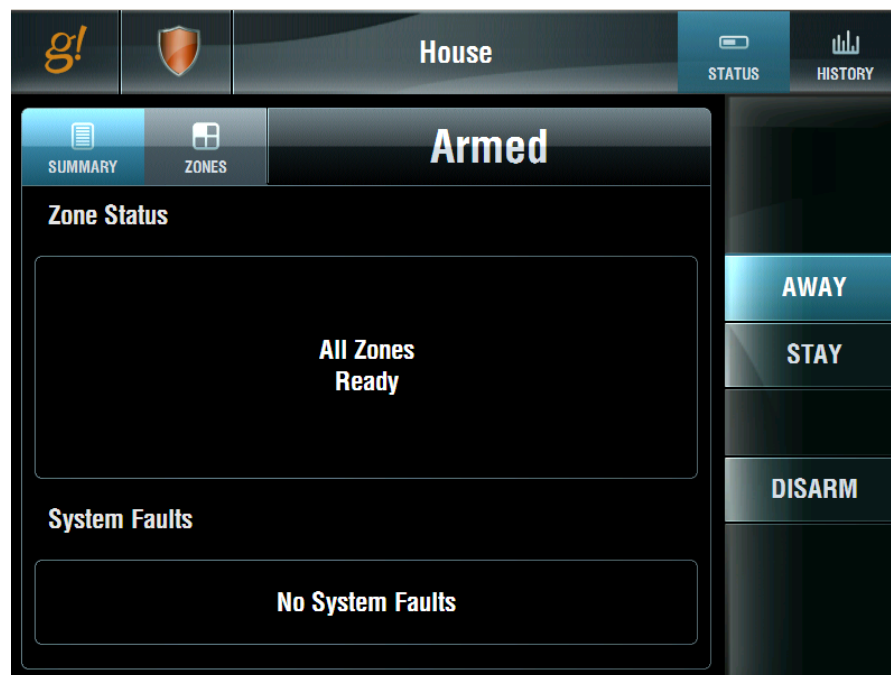 g!
House
STATUS
HISTORY
SUMMARY
ZONES
Armed
Zone Status
All Zones
Ready
System Faults
No System Faults
AWAY
STAY
DISARM